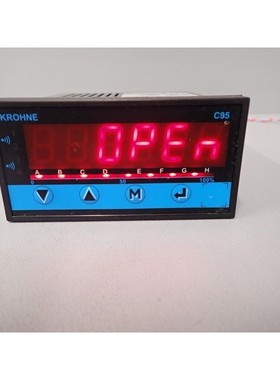 KROHNE C95
OPEn
A B C D E F G H
0 50 100%
M